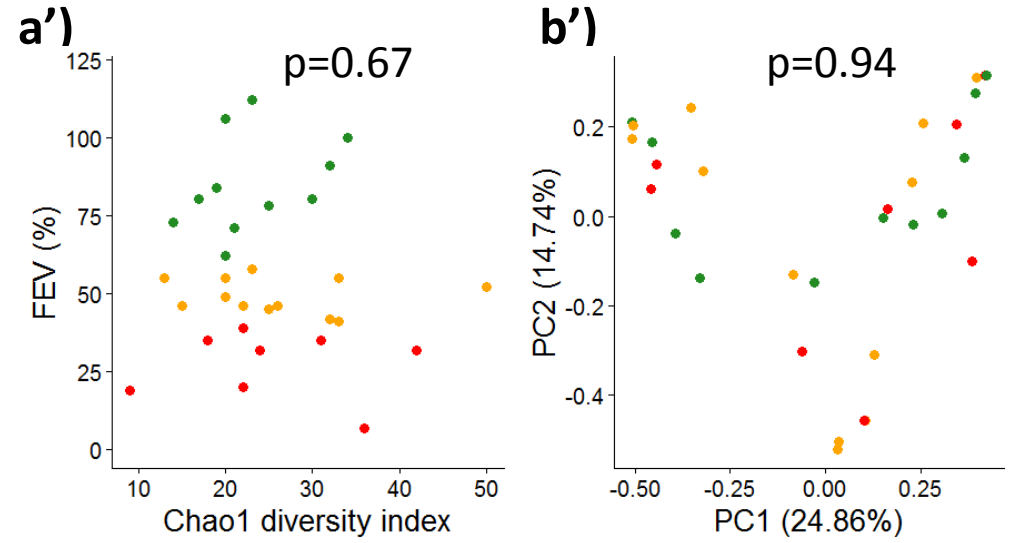 a’)
p=0.67
125
100
75
50
25
0
FEV (%)
10 20 30 40 50
Chao1 diversity index
b’)
p=0.94
0.2
0.0
-0.2
-0.4
PC2 (14.74%)
-0.50 -0.25 0.00 0.25
PC1 (24.86%)